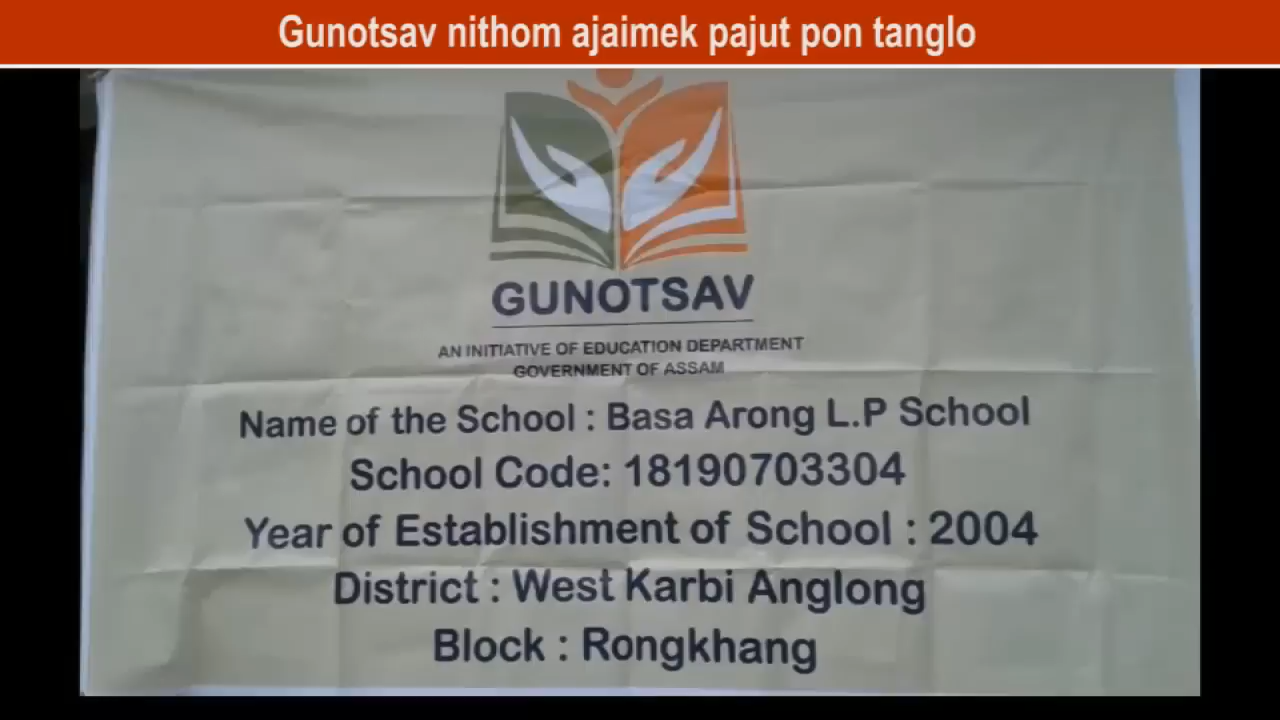 Gunotsav nithom ajaimek pajut pon tanglo
GUNOTSAV
AN INITIATIVE OF EDUCATION DEPARTMENT
GOVERNMENT OF ASSAM
Name of the School : Basa Arong L.P School
School Code: 18190703304
Year of Establishment of School : 2004
District : West Karbi Anglong
Block : Rongkhang